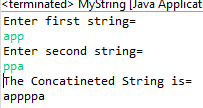 <terminated> MyString [Java Applicat
Enter first string=
app
Enter second string=
ppa
The Concatineted String is=
appppa